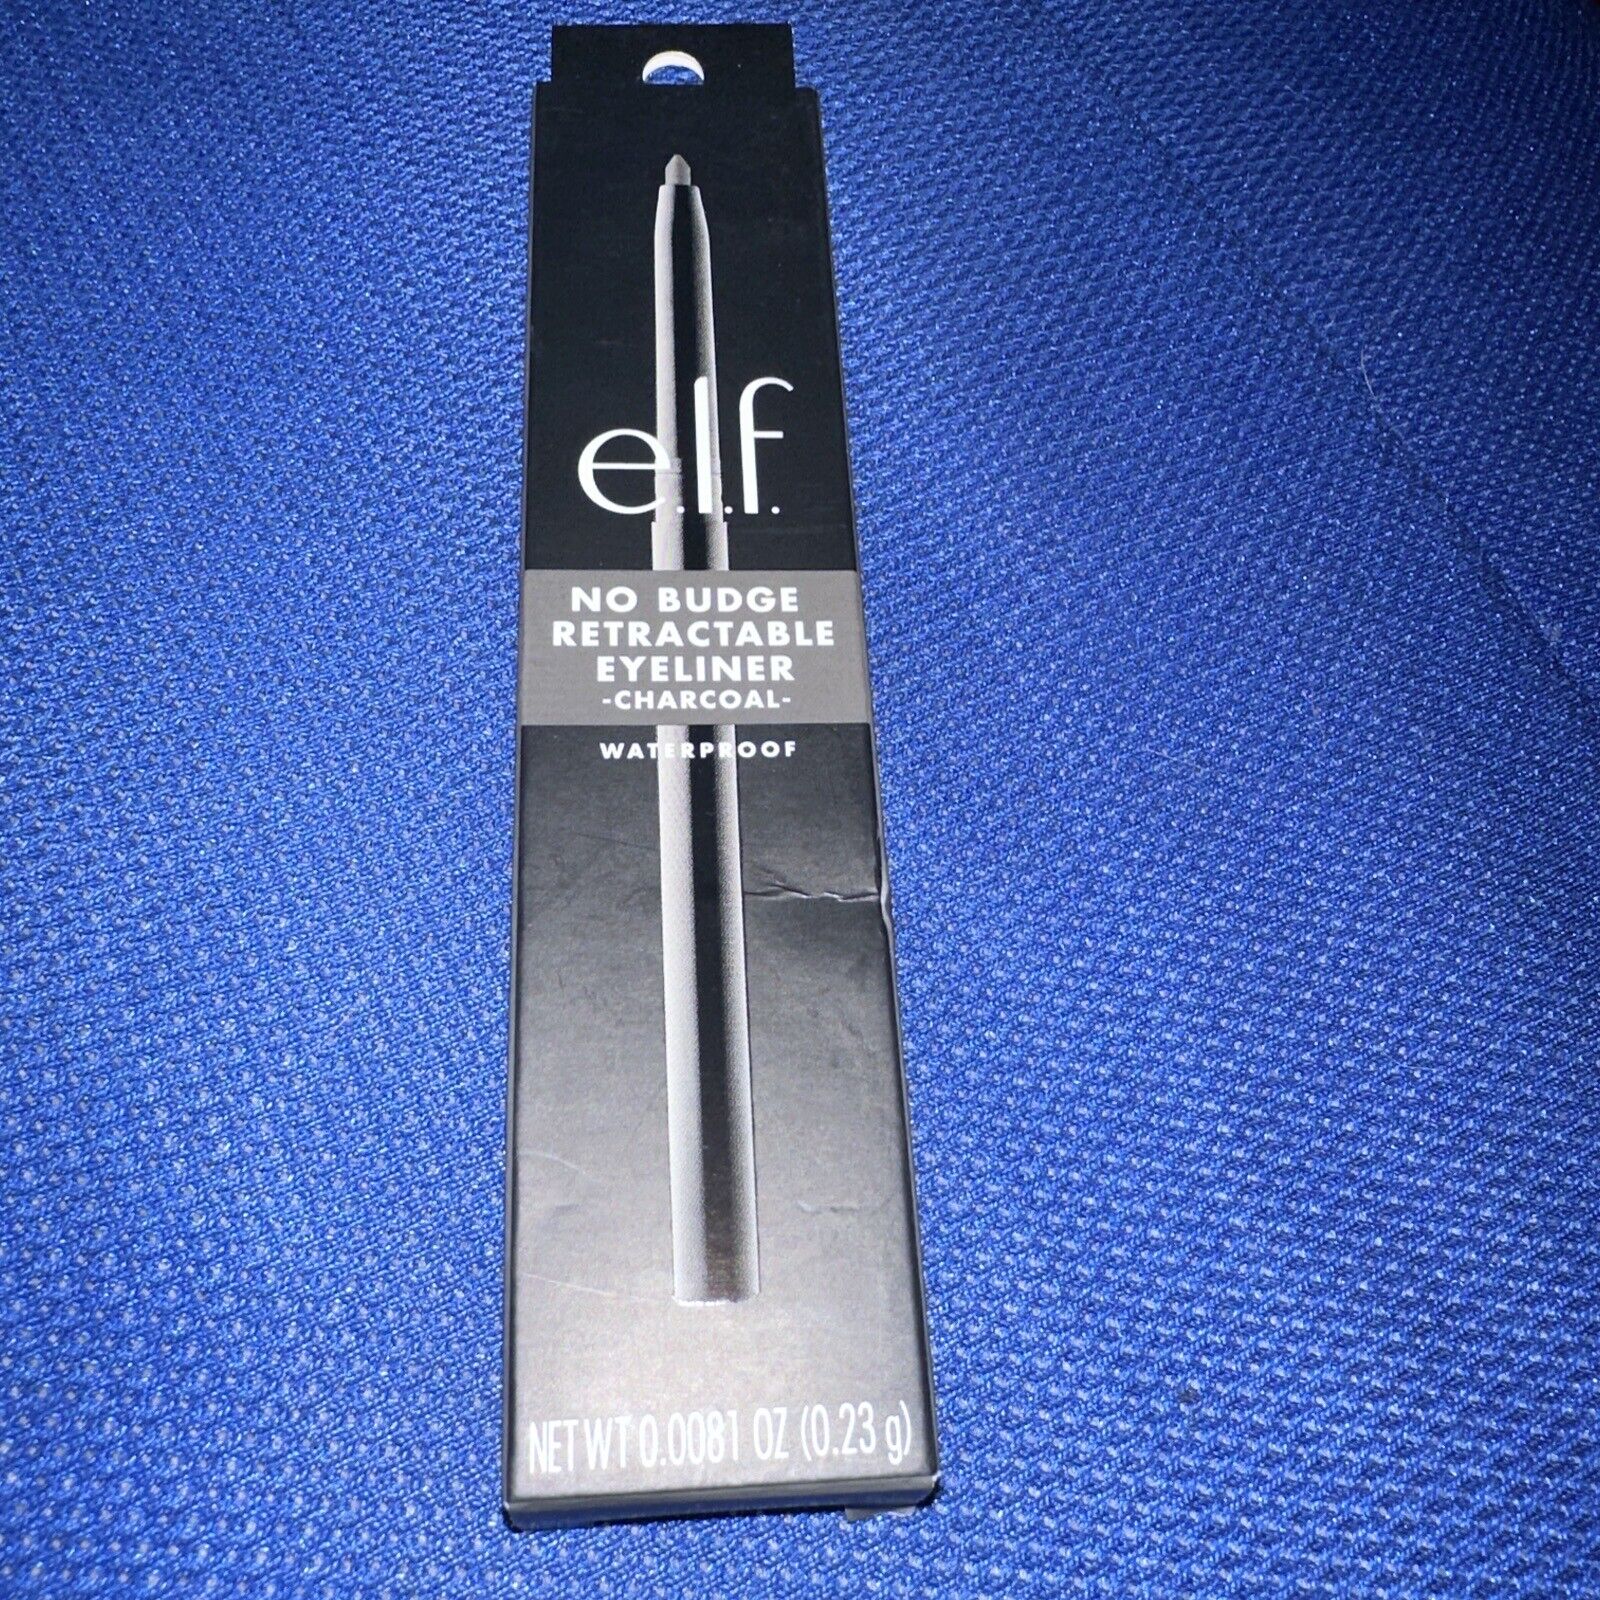 e.l.f.
NO BUDGE
RETRACTABLE
EYELINER
-CHARCOAL-
WATERPROOF
NET WT 0.0081 OZ (0.23 g)